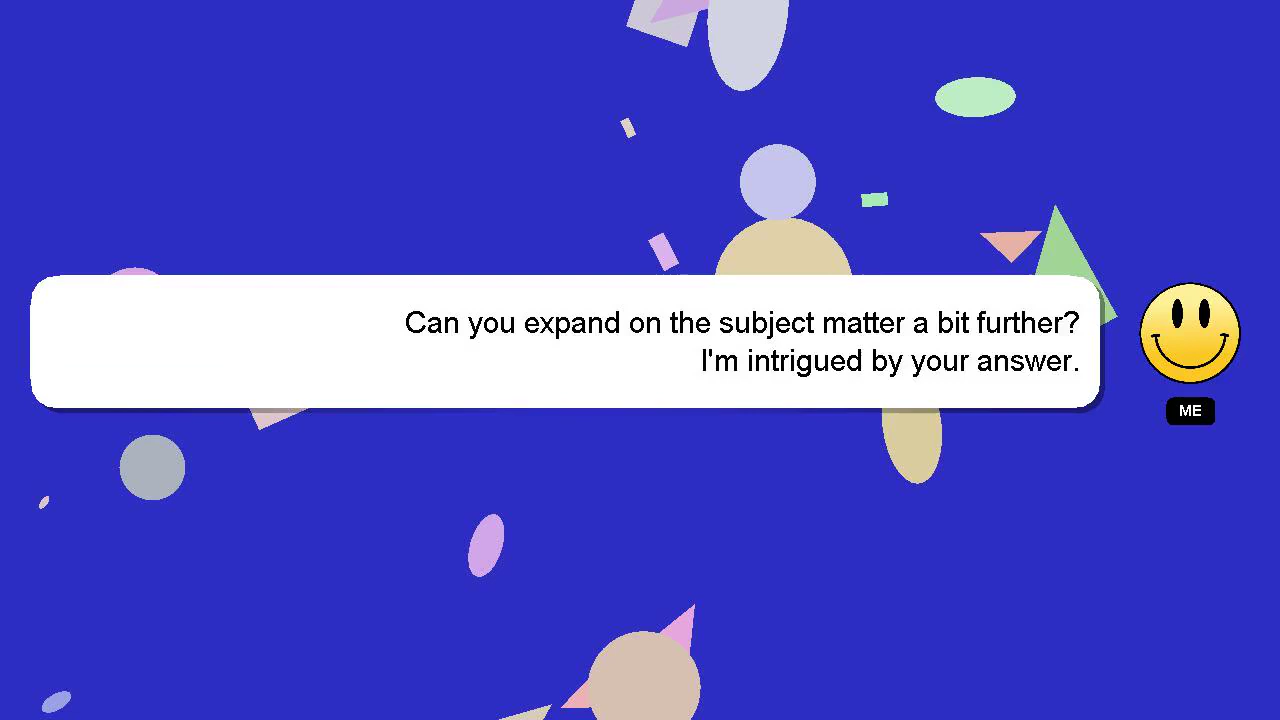 Can you expand on the subject matter a bit further?
I'm intrigued by your answer.
ME